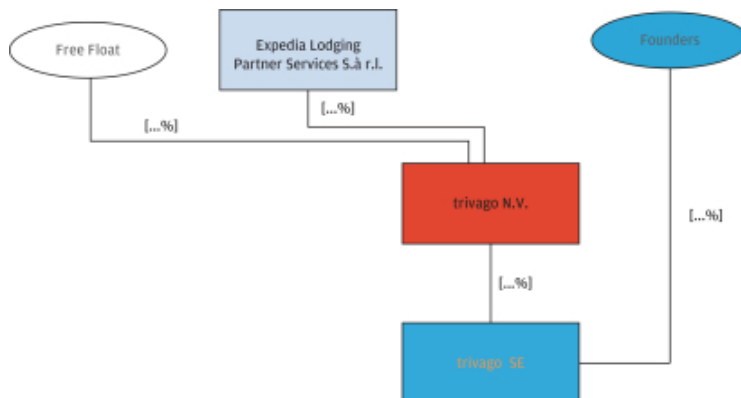 Free Float
Expedia Lodging
Partner Services S.à r.l.
Founders
[...%]
[...%]
trivago N.V.
[...%]
[...%]
trivago SE